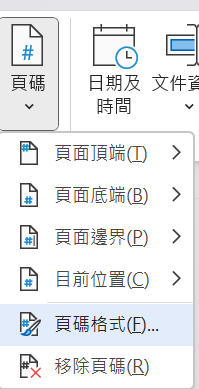 頁碼
日期及
時間
文件資
頁面頂端(T)
頁面底端(B)
頁面邊界(P)
目前位置(C)
頁碼格式(F)...
移除頁碼(R)